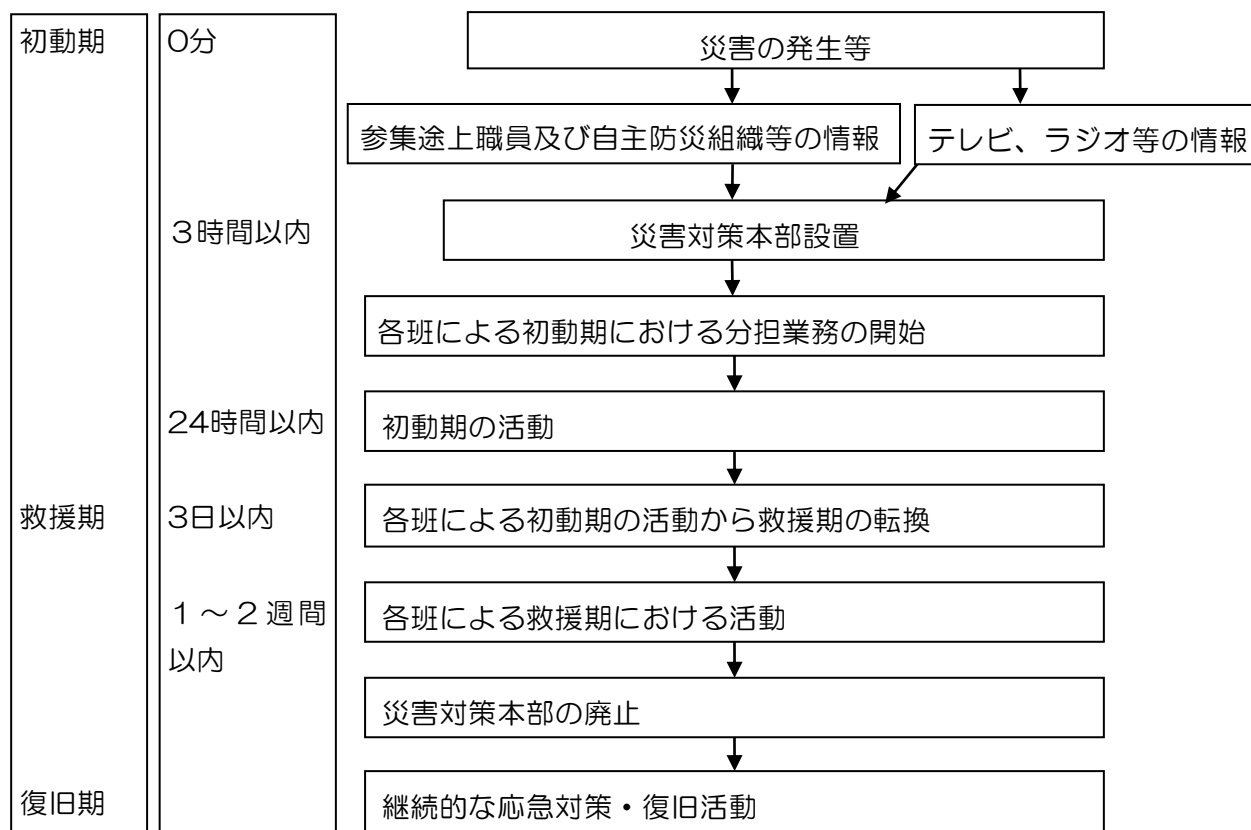 初動期
0分
災害の発生等
参集途上職員及び自主防災組織等の情報
テレビ、ラジオ等の情報
3時間以内
災害対策本部設置
各班による初動期における分担業務の開始
24時間以内
初動期の活動
救援期
3日以内
各班による初動期の活動から救援期の転換
１～２週間
以内
各班による救援期における活動
災害対策本部の廃止
復旧期
継続的な応急対策・復旧活動